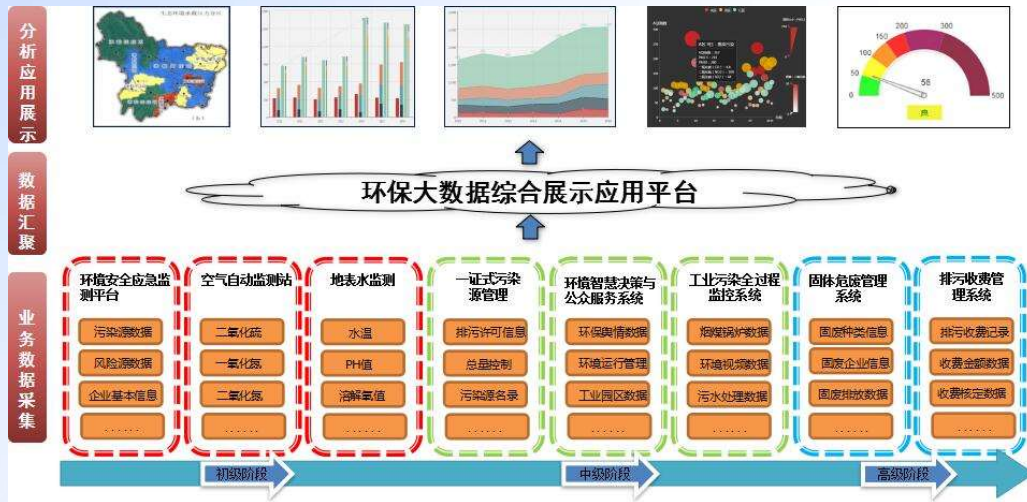 分析应用展示
0
50
100
150
200
300
500
56
良
数据汇聚
环保大数据综合展示应用平台
业务数据采集
环境安全应急监
测平台
污染源数据
风险源数据
企业基本信息
......
空气自动监测站
二氧化硫
一氧化氮
二氧化氮
......
地表水监测
水温
PH值
溶解氧值
......
一证式污染
源管理
排污许可信息
总量控制
污染源名录
......
环境智慧决策与
公众服务系统
环保舆情数据
环境运行管理
工业园区数据
......
工业污染全过程
监控系统
烟煤锅炉数据
环境视频数据
污水处理数据
......
固体危废管理
系统
固废种类信息
固废企业信息
固废排放数据
......
排污收费管
理系统
排污收费记录
收费金额数据
收费核定数据
......
初级阶段
中级阶段
高级阶段